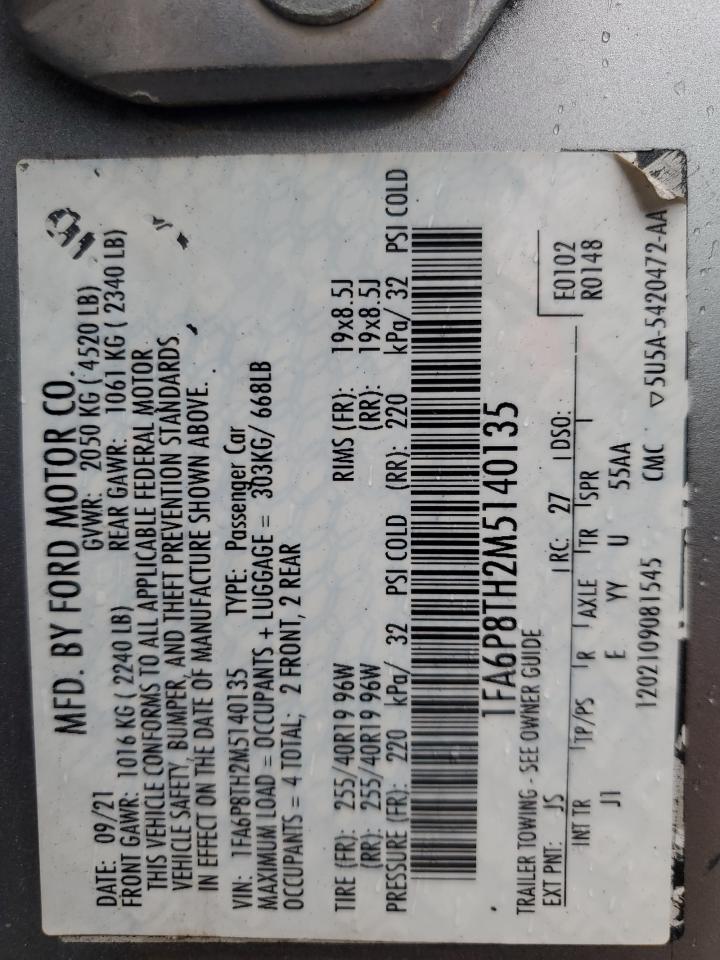 MFD. BY FORD MOTOR CO.
DATE: 09/21 GVWR: 2050 KG ( 4520 LB)
FRONT GAWR: 1016 KG ( 2240 LB) REAR GAWR: 1061 KG ( 2340 LB)
THIS VEHICLE CONFORMS TO ALL APPLICABLE FEDERAL MOTOR
VEHICLE SAFETY, BUMPER, AND THEFT PREVENTION STANDARDS
IN EFFECT ON THE DATE OF MANUFACTURE SHOWN ABOVE.
VIN: 1FA6P8TH2M5140135 TYPE: Passenger Car
MAXIMUM LOAD = OCCUPANTS + LUGGAGE = 303KG/ 668LB
OCCUPANTS = 4 TOTAL; 2 FRONT, 2 REAR
TIRE (FR): 255/40R19 96W RIMS (FR): 19x8.5J
(RR): 255/40R19 96W (RR): 19x8.5J
PRESSURE (FR): 220 kPa/ 32 PSI COLD (RR): 220 kPa/ 32 PSI COLD
1FA6P8TH2M5140135
TRAILER TOWING - SEE OWNER GUIDE E0102
EXT PNT: JS RC: 27 DSO: R0148
INT TR TP/PS R AXLE TR SPR
J1 E YY U 55AA
1202109081545 CMC ▽5U5A-5420472-AA